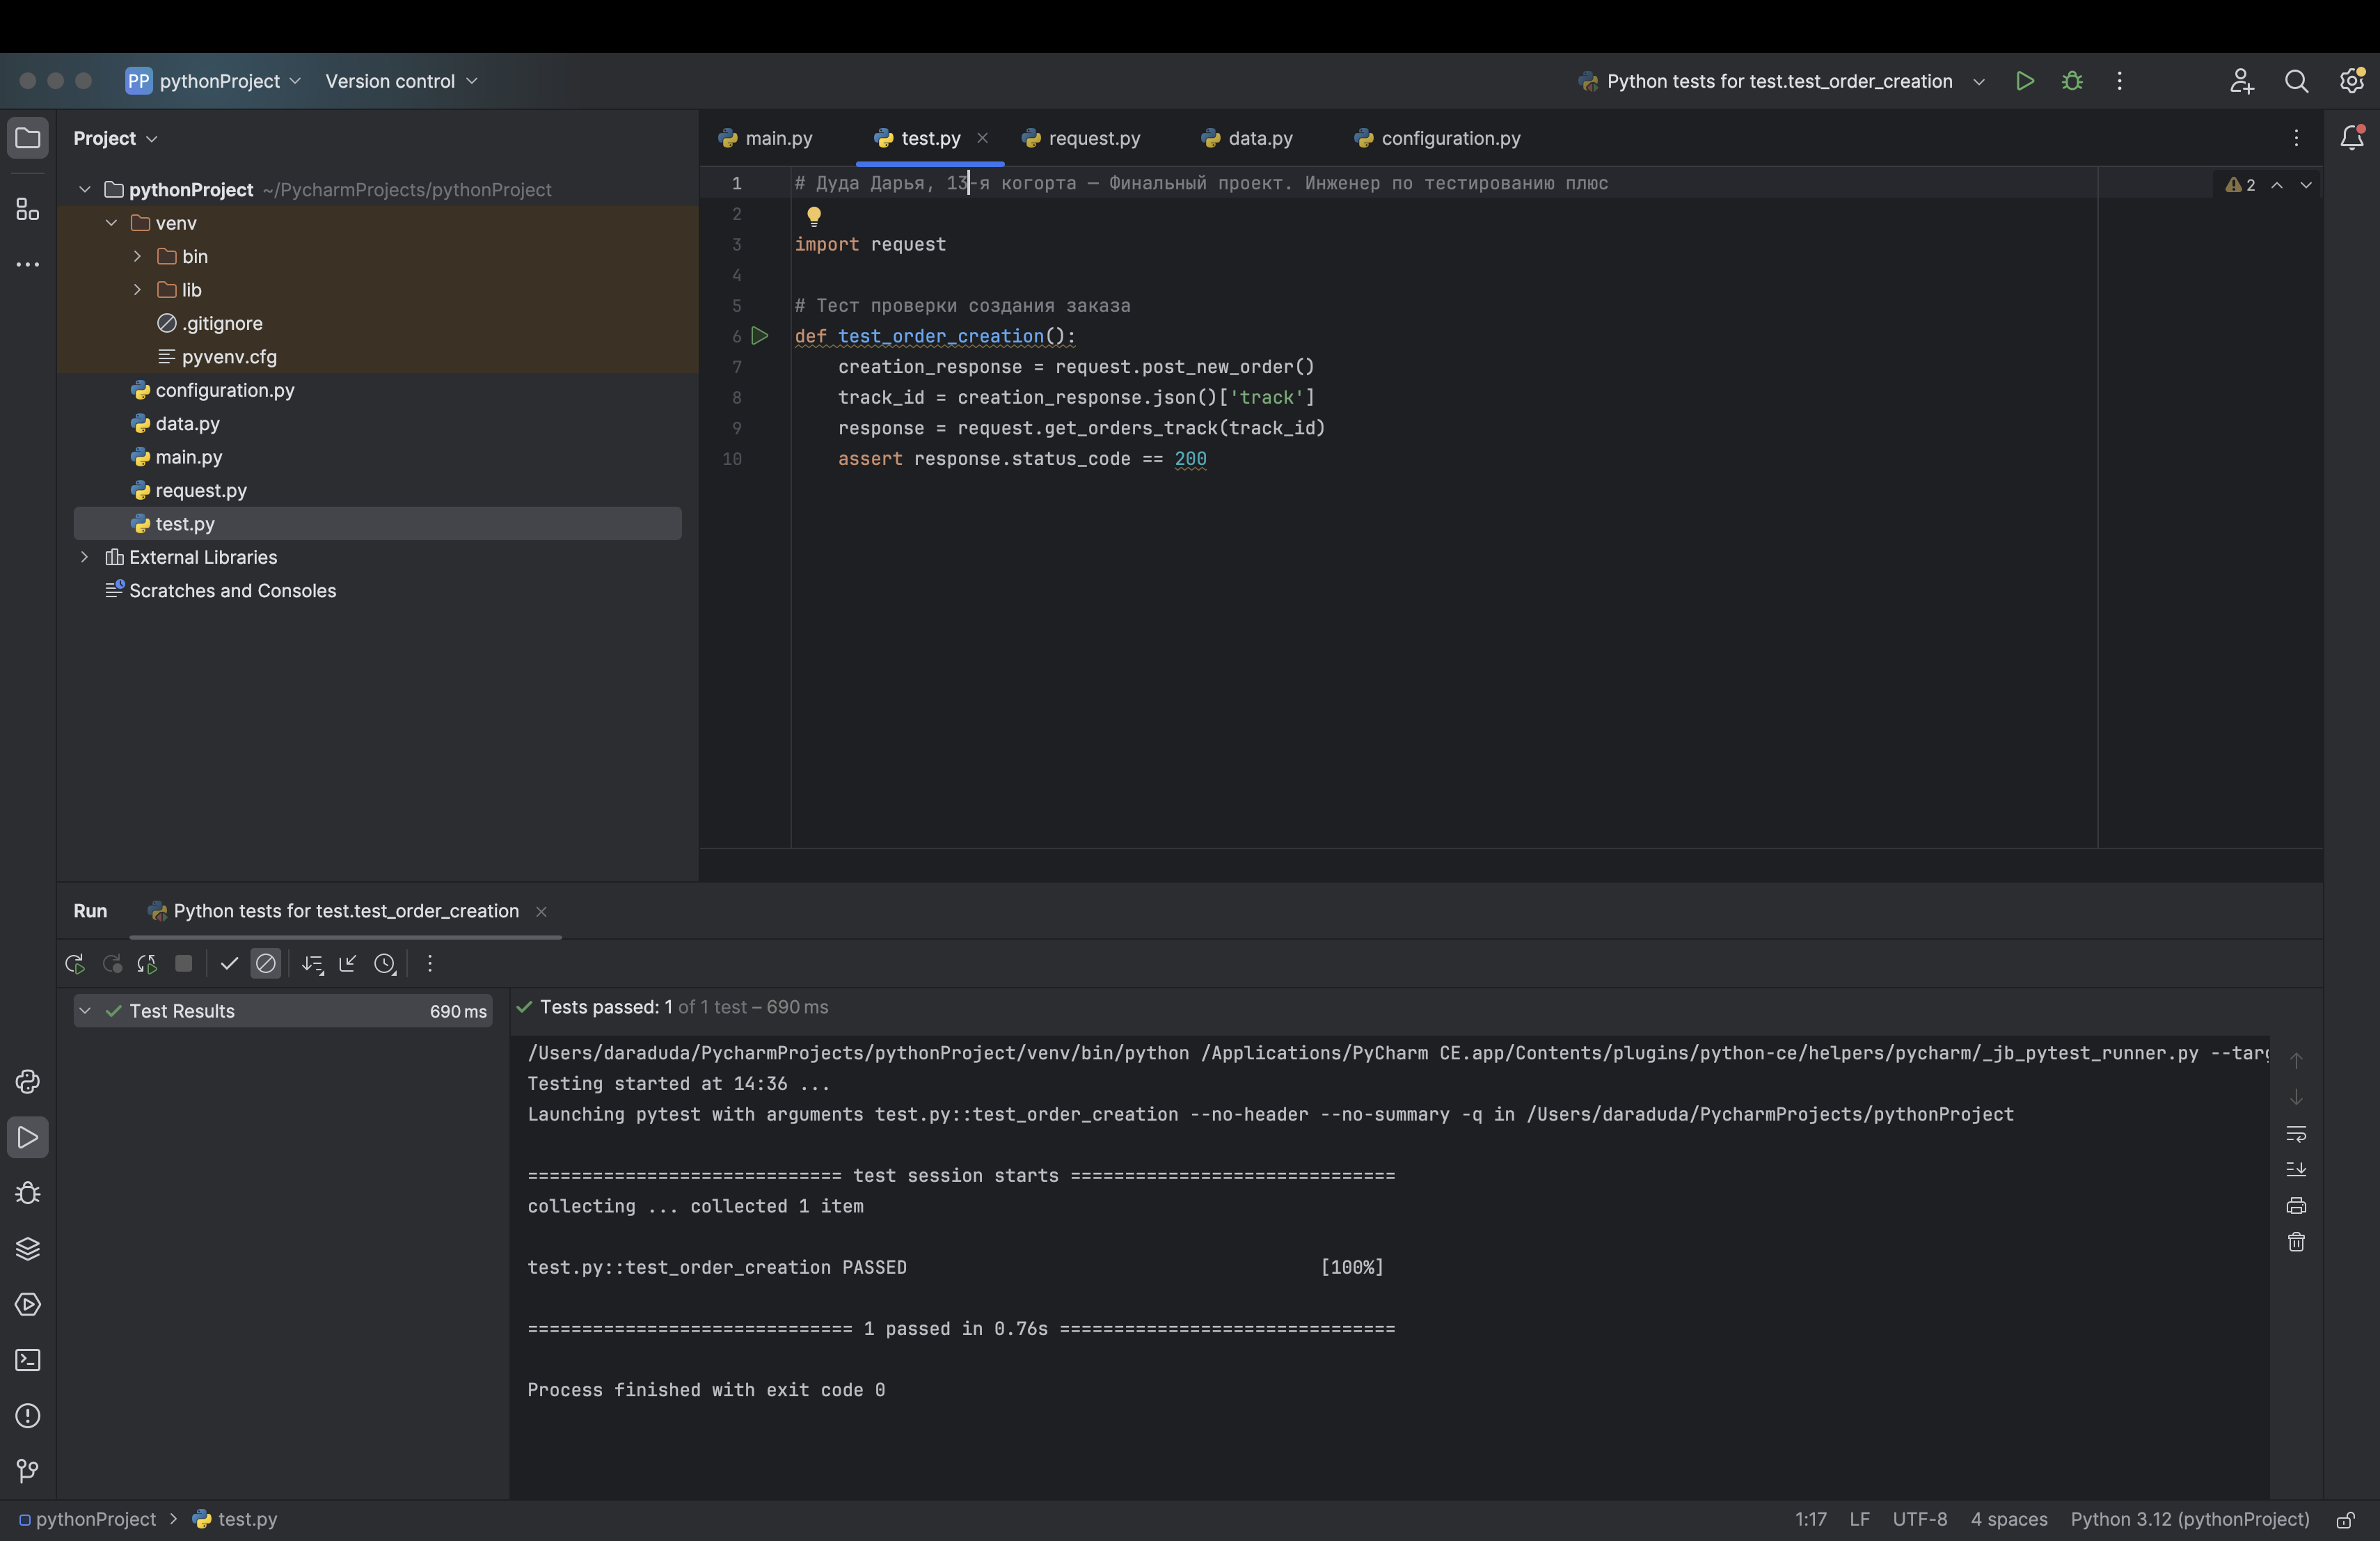 PP pythonProject Version control Python tests for test.test_order_creation
Project
main.py test.py request.py data.py configuration.py
pythonProject ~/PycharmProjects/pythonProject
venv
bin
lib
.gitignore
pyvenv.cfg
configuration.py
data.py
main.py
request.py
test.py
External Libraries
Scratches and Consoles
1 # Дуда Дарья, 13-я когорта — Финальный проект. Инженер по тестированию плюс
2
2
3 import request
4
5 # Тест проверки создания заказа
6 def test_order_creation():
7 creation_response = request.post_new_order()
8 track_id = creation_response.json()['track']
9 response = request.get_orders_track(track_id)
10 assert response.status_code == 200
Run Python tests for test.test_order_creation
Test Results 690 ms
Tests passed: 1 of 1 test – 690 ms
/Users/daraduda/PycharmProjects/pythonProject/venv/bin/python /Applications/PyCharm CE.app/Contents/plugins/python-ce/helpers/pycharm/_jb_pytest_runner.py --targ
Testing started at 14:36 ...
Launching pytest with arguments test.py::test_order_creation --no-header --no-summary -q in /Users/daraduda/PycharmProjects/pythonProject
============================= test session starts ==============================
collecting ... collected 1 item
test.py::test_order_creation PASSED [100%]
============================== 1 passed in 0.76s ===============================
Process finished with exit code 0
pythonProject > test.py 1:17 LF UTF-8 4 spaces Python 3.12 (pythonProject)